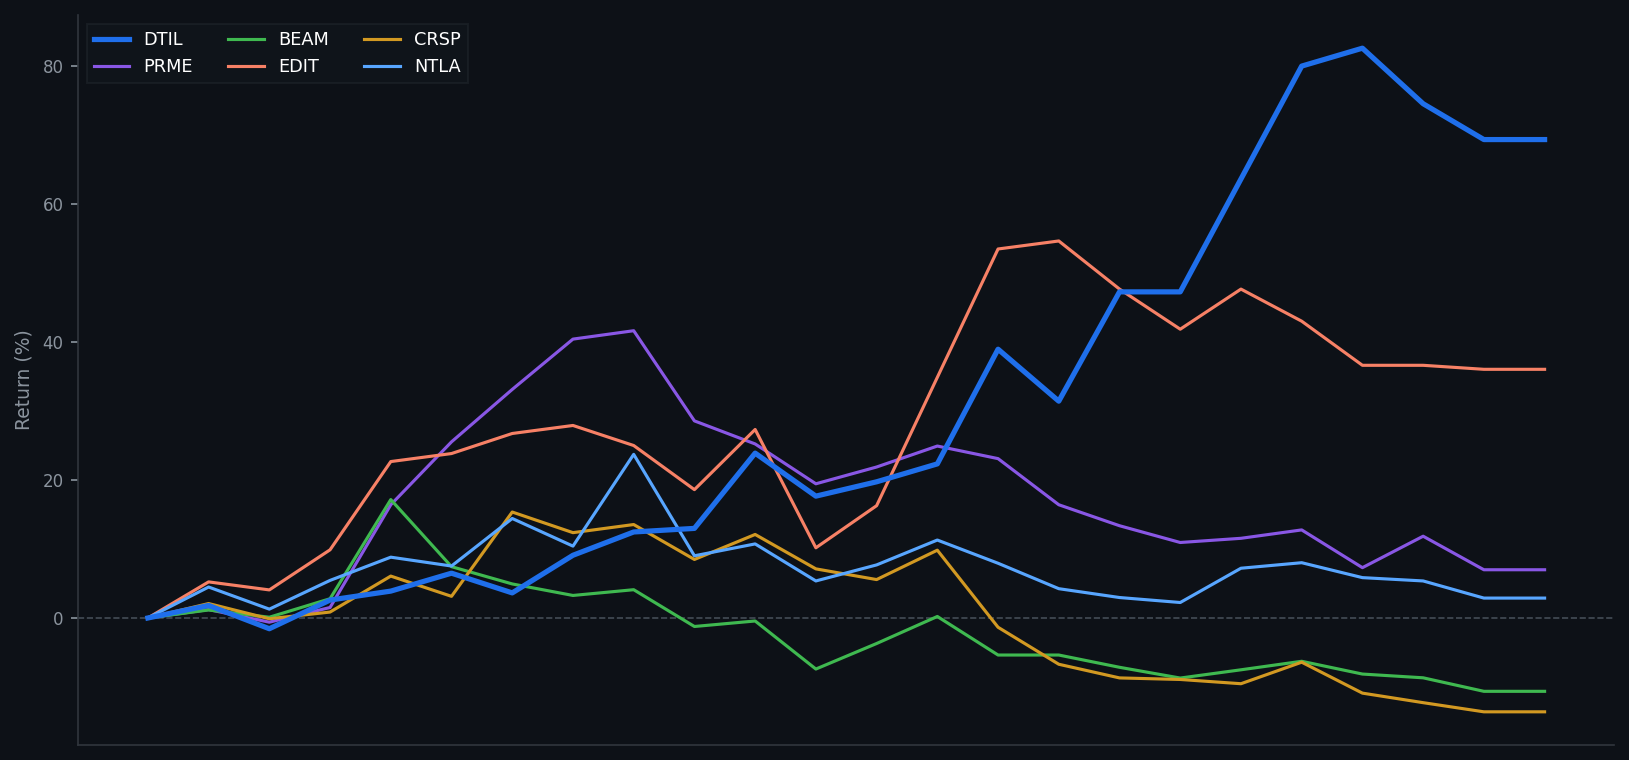 DTIL BEAM CRSP
PRME EDIT NTLA
80
60
40
20
0
Return (%)